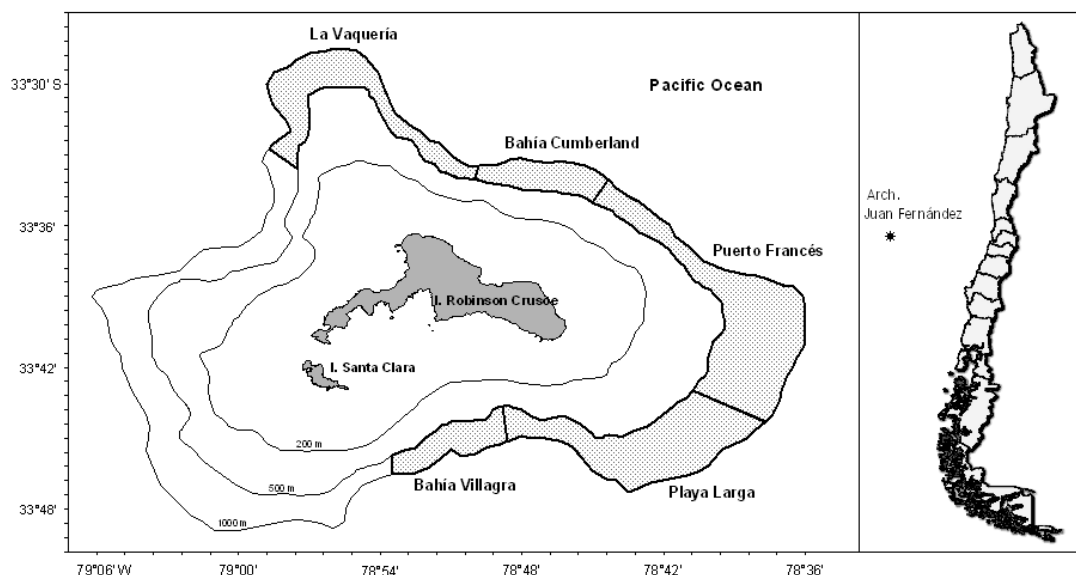 La Vaquería
33°30' S
Pacific Ocean
Bahía Cumberland
Arch.
Juan Fernández
33°36'
Puerto Francés
I. Robinson Crusoe
33°42'
I. Santa Clara
200 m
500 m
1000 m
Bahía Villagra
Playa Larga
33°48'
79°06' W 79°00' 78°54' 78°48' 78°42' 78°36'